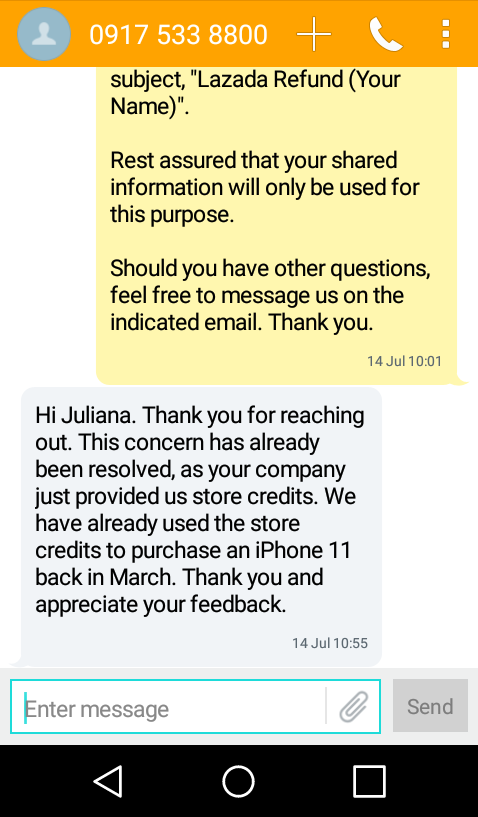 0917 533 8800
subject, "Lazada Refund (Your
Name)".
Rest assured that your shared
information will only be used for
this purpose.
Should you have other questions,
feel free to message us on the
indicated email. Thank you.
14 Jul 10:01
Hi Juliana. Thank you for reaching
out. This concern has already
been resolved, as your company
just provided us store credits. We
have already used the store
credits to purchase an iPhone 11
back in March. Thank you and
appreciate your feedback.
14 Jul 10:55
Enter message
Send